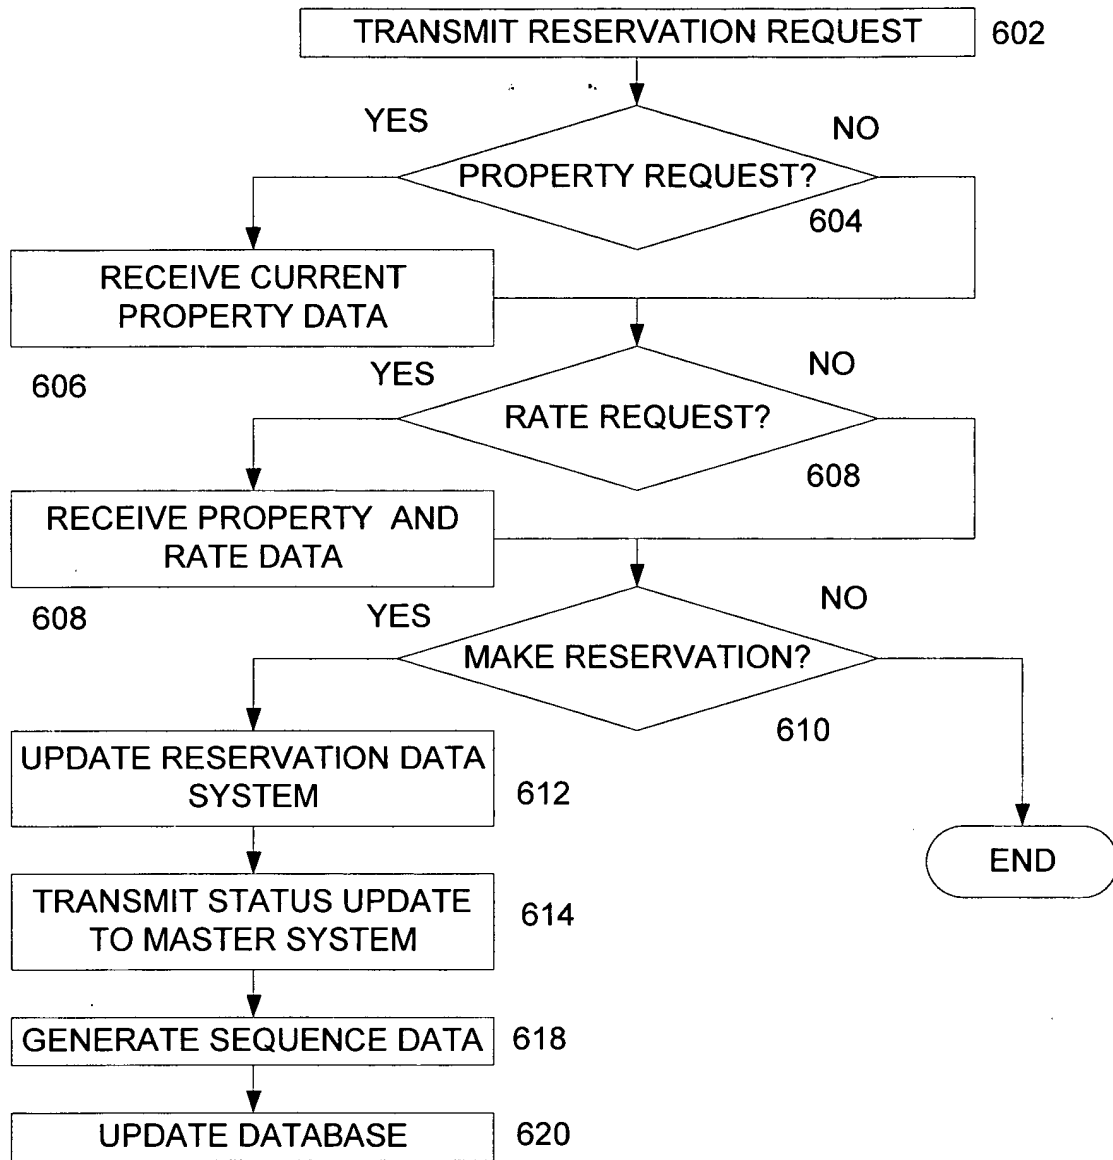 TRANSMIT RESERVATION REQUEST 602
YES NO
PROPERTY REQUEST?
604
RECEIVE CURRENT
PROPERTY DATA
606
YES NO
RATE REQUEST?
608
RECEIVE PROPERTY AND
RATE DATA
608
YES NO
MAKE RESERVATION?
610
UPDATE RESERVATION DATA
SYSTEM
612
END
TRANSMIT STATUS UPDATE
TO MASTER SYSTEM
614
GENERATE SEQUENCE DATA 618
UPDATE DATABASE 620